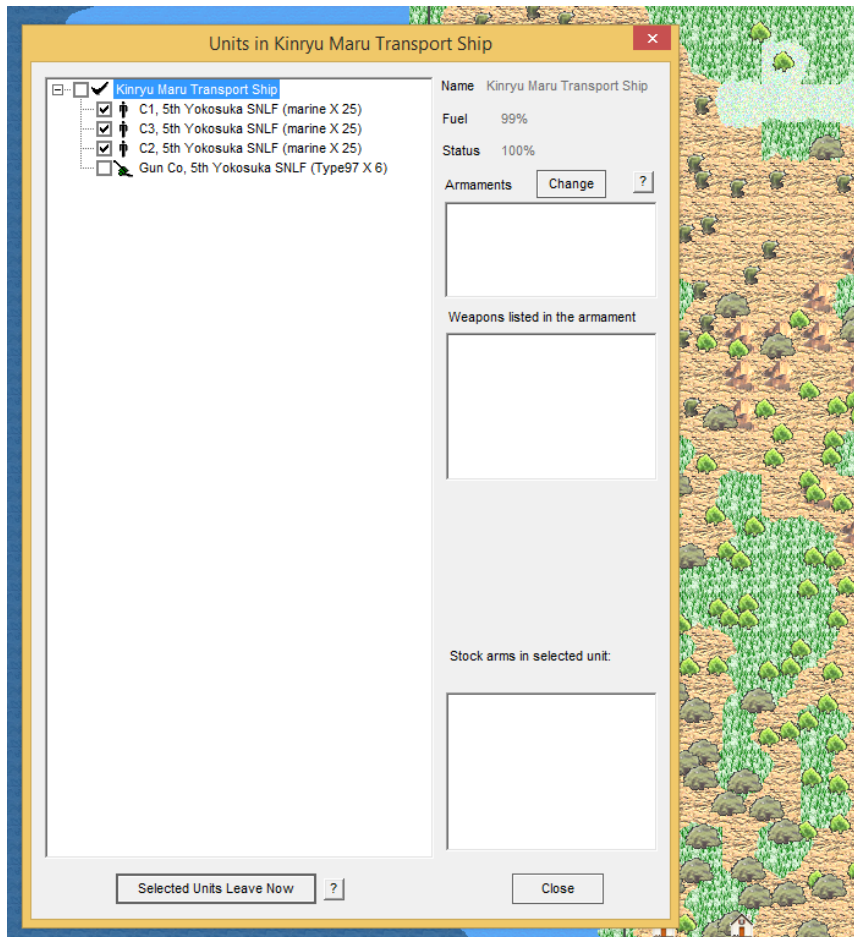 Units in Kinryu Maru Transport Ship
Kinryu Maru Transport Ship
C1, 5th Yokosuka SNLF (marine X 25)
C3, 5th Yokosuka SNLF (marine X 25)
C2, 5th Yokosuka SNLF (marine X 25)
Gun Co, 5th Yokosuka SNLF (Type97 X 6)
Name Kinryu Maru Transport Ship
Fuel 99%
Status 100%
Armaments Change ?
Weapons listed in the armament
Stock arms in selected unit:
Selected Units Leave Now ? Close